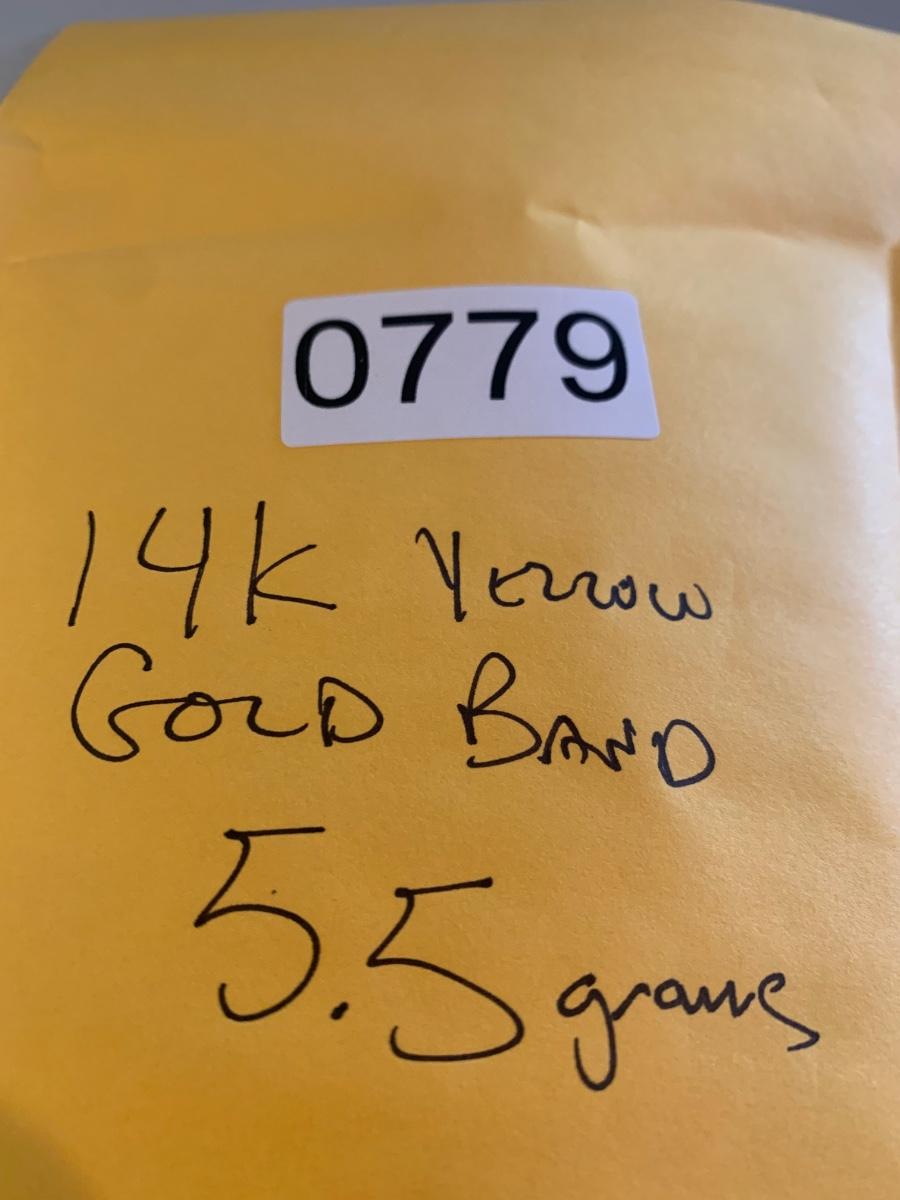 0779
14K YELLOW
GOLD BAND
5.5 grams